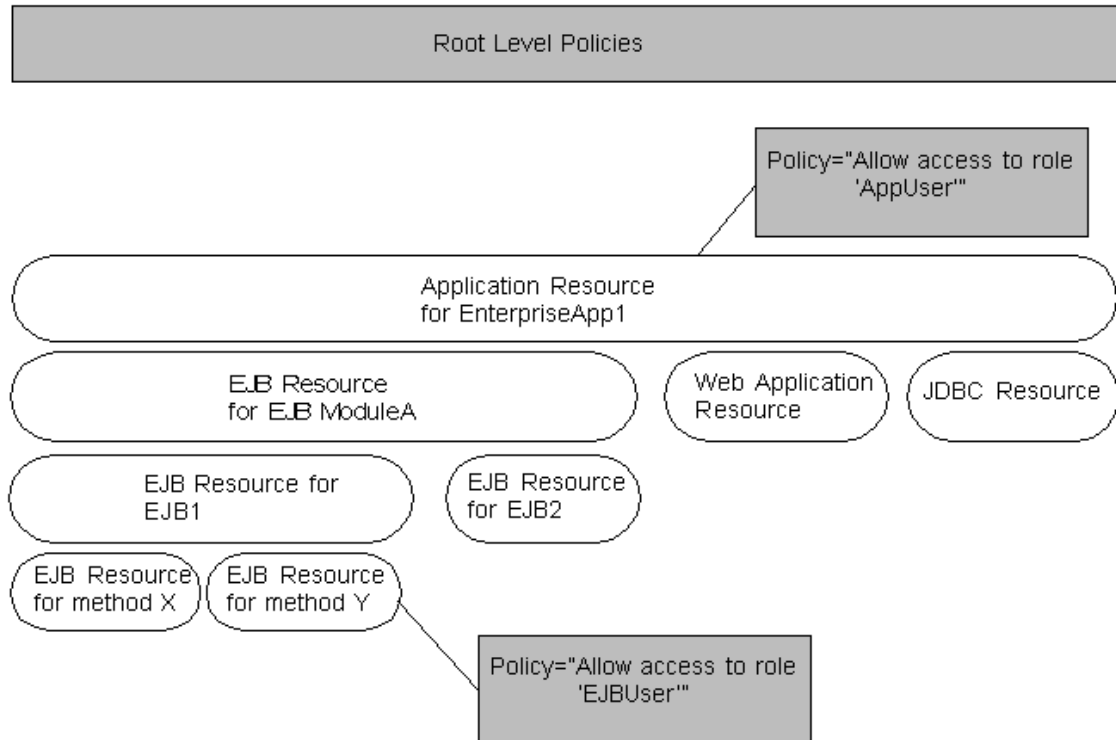 Root Level Policies
Policy="Allow access to role
'AppUser'"
Application Resource
for EnterpriseApp1
EJB Resource
for EJB ModuleA
Web Application
Resource
JDBC Resource
EJB Resource for
EJB1
EJB Resource
for EJB2
EJB Resource
for method X
EJB Resource
for method Y
Policy="Allow access to role
'EJBUser'"